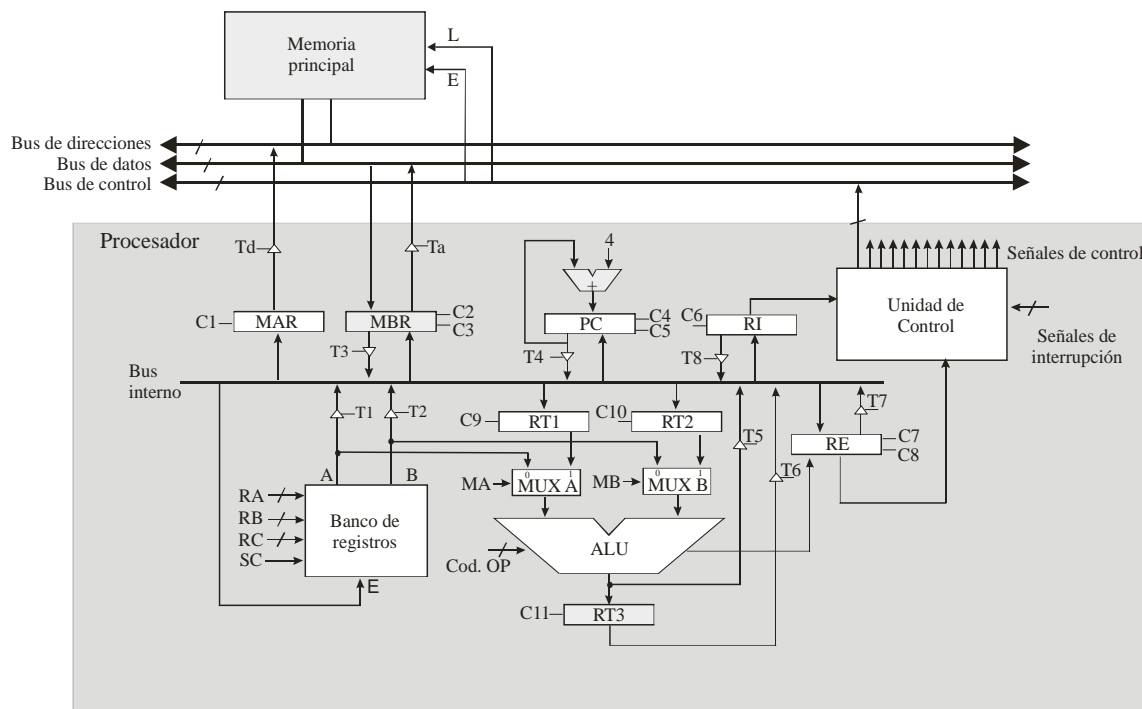 Memoria
principal
L
E
Bus de direcciones
Bus de datos
Bus de control
Procesador
Td
Ta
4
+
Señales de control
C1
MAR
MBR
C2
C3
PC
C4
C5
C6
RI
Unidad de
Control
Señales de
interrupción
T3
T4
T8
Bus
interno
T1
T2
C9
RT1
C10
RT2
T5
T7
RE
C7
C8
T6
A
B
MA
0 1
MUX A
MB
0 1
MUX B
RA
RB
RC
SC
Banco de
registros
E
ALU
Cod. OP
C11
RT3